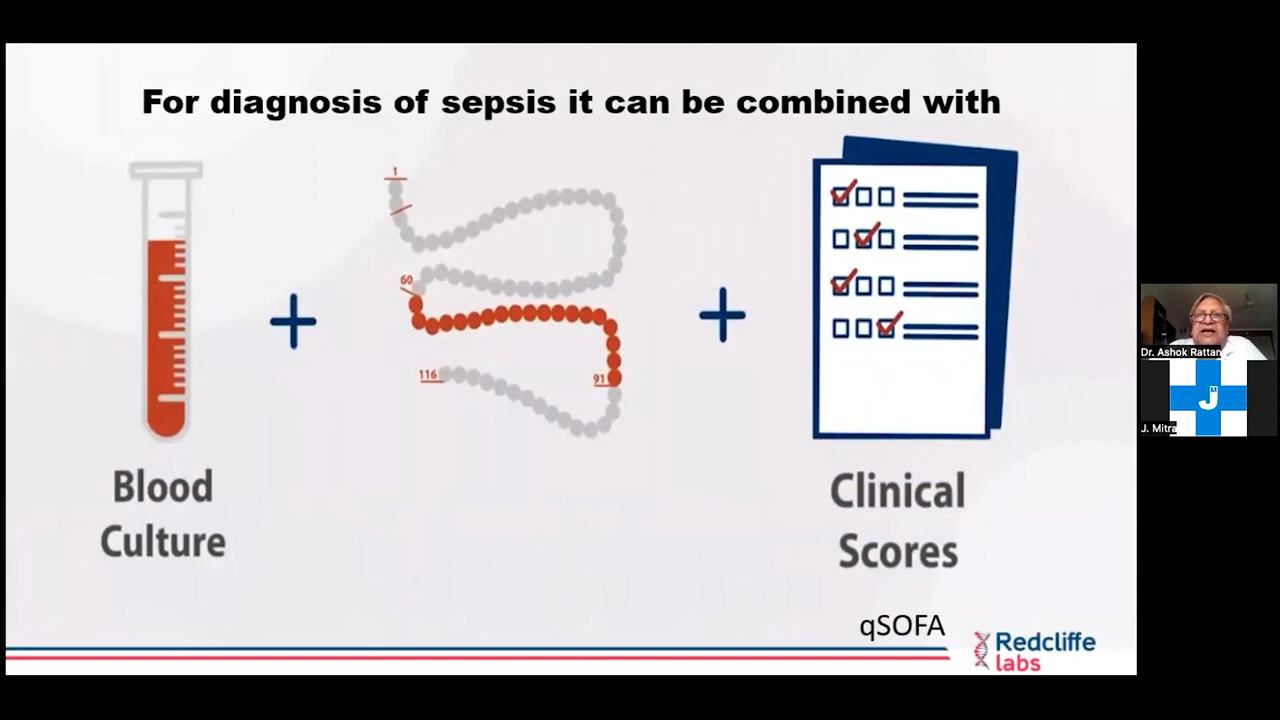 For diagnosis of sepsis it can be combined with
1
60
116
91
Blood
Culture
Clinical
Scores
qSOFA
Redcliffe
labs
Dr. Ashok Rattan
J
M
J. Mitra